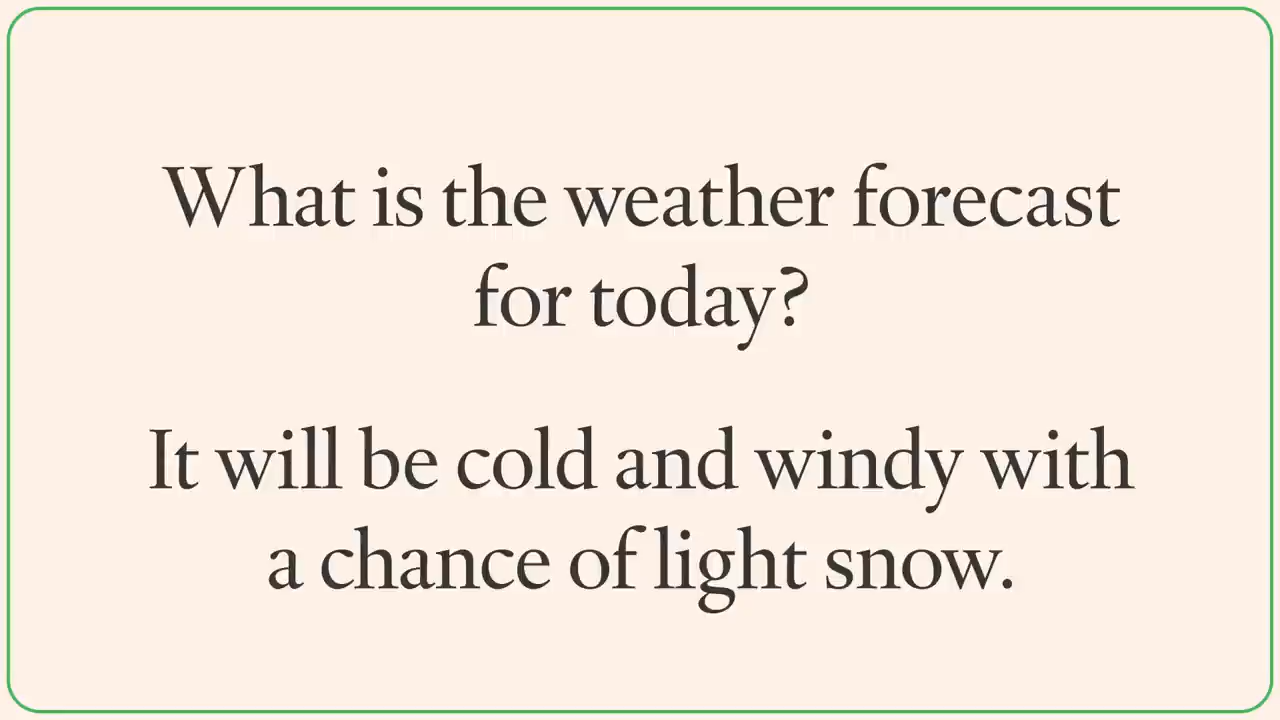 What is the weather forecast
for today?
It will be cold and windy with
a chance of light snow.